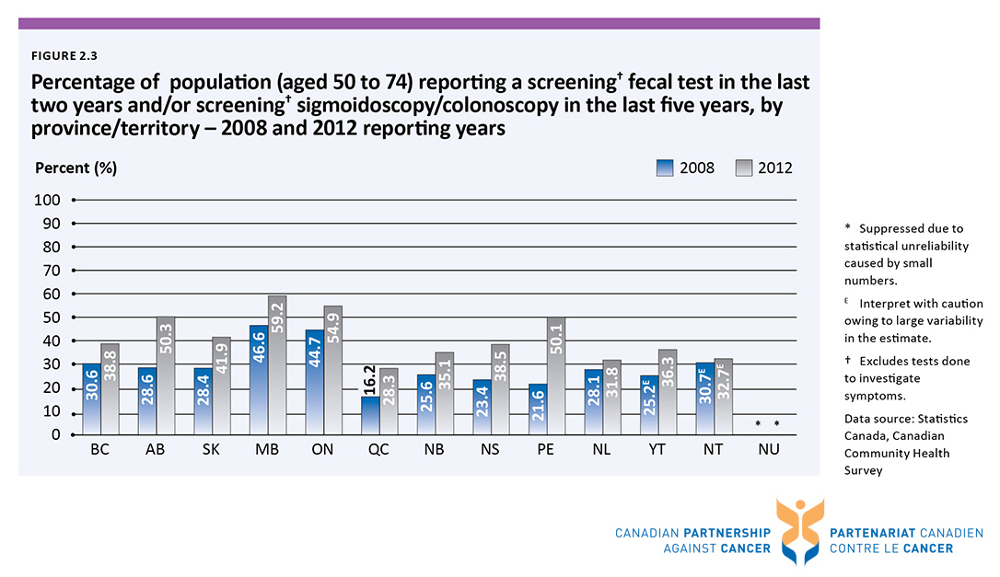 FIGURE 2.3
Percentage of population (aged 50 to 74) reporting a screening† fecal test in the last
two years and/or screening† sigmoidoscopy/colonoscopy in the last five years, by
province/territory – 2008 and 2012 reporting years
Percent (%)
2008 2012
100
90
80
70
60
50
40
30
20
10
0
30.6 38.8
28.6 50.3
28.4 41.9
46.6 59.2
44.7 54.9
16.2 28.3
25.6 35.1
23.4 38.5
21.6 50.1
28.1 31.8
25.2E 36.3
30.7E 32.7E
* *
BC AB SK MB ON QC NB NS PE NL YT NT NU
* Suppressed due to
statistical unreliability
caused by small
numbers.
E Interpret with caution
owing to large variability
in the estimate.
† Excludes tests done
to investigate
symptoms.
Data source: Statistics
Canada, Canadian
Community Health
Survey
CANADIAN PARTNERSHIP
AGAINST CANCER
PARTENARIAT CANADIEN
CONTRE LE CANCER